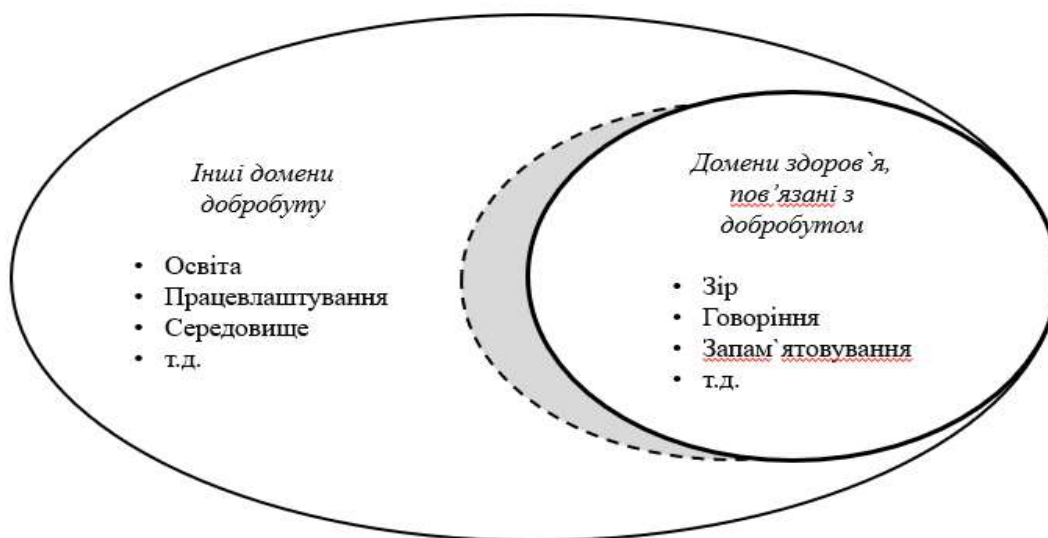 Інші домени
добробуту
• Освіта
• Працевлаштування
• Середовище
• т.д.
Домени здоров`я,
пов’язані з
добробутом
• Зір
• Говоріння
• Запам`ятовування
• т.д.